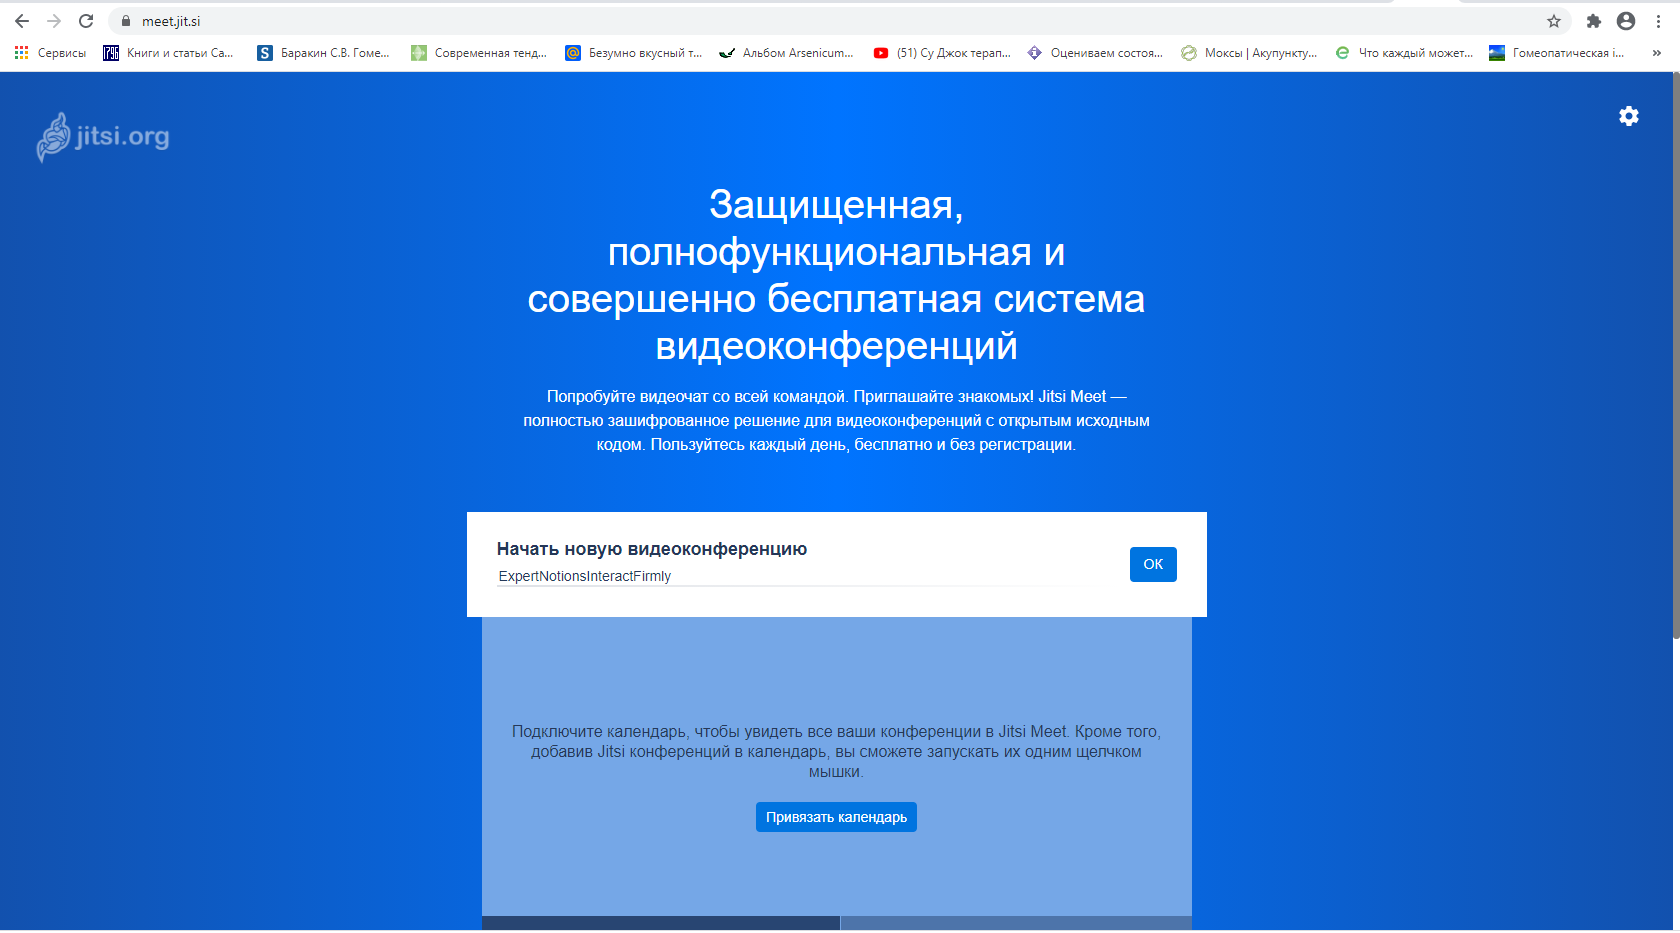 meet.jit.si
Сервисы
Книги и статьи Са...
Баракин С.В. Гоме...
Современная тенд...
Безумно вкусный т...
Альбом Arsenicum...
(51) Су Джок терап...
Оцениваем состоя...
Моксы | Акупункту...
Что каждый может...
Гомеопатическая і...
»
jitsi.org
Защищенная,
полнофункциональная и
совершенно бесплатная система
видеоконференций
Попробуйте видеочат со всей командой. Приглашайте знакомых! Jitsi Meet —
полностью зашифрованное решение для видеоконференций с открытым исходным
кодом. Пользуйтесь каждый день, бесплатно и без регистрации.
Начать новую видеоконференцию
ExpertNotionsInteractFirmly
ОК
Подключите календарь, чтобы увидеть все ваши конференции в Jitsi Meet. Кроме того,
добавив Jitsi конференций в календарь, вы сможете запускать их одним щелчком
мышки.
Привязать календарь